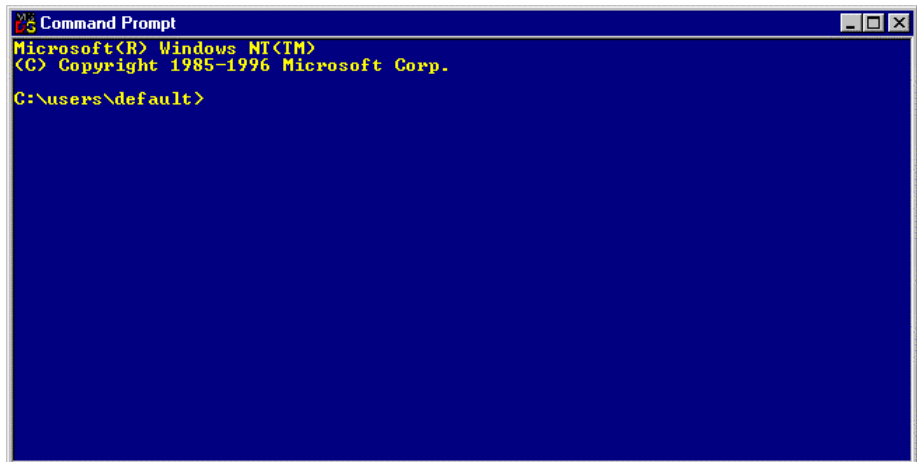 Command Prompt
Microsoft(R) Windows NT(TM)
(C) Copyright 1985-1996 Microsoft Corp.
C:\users\default>